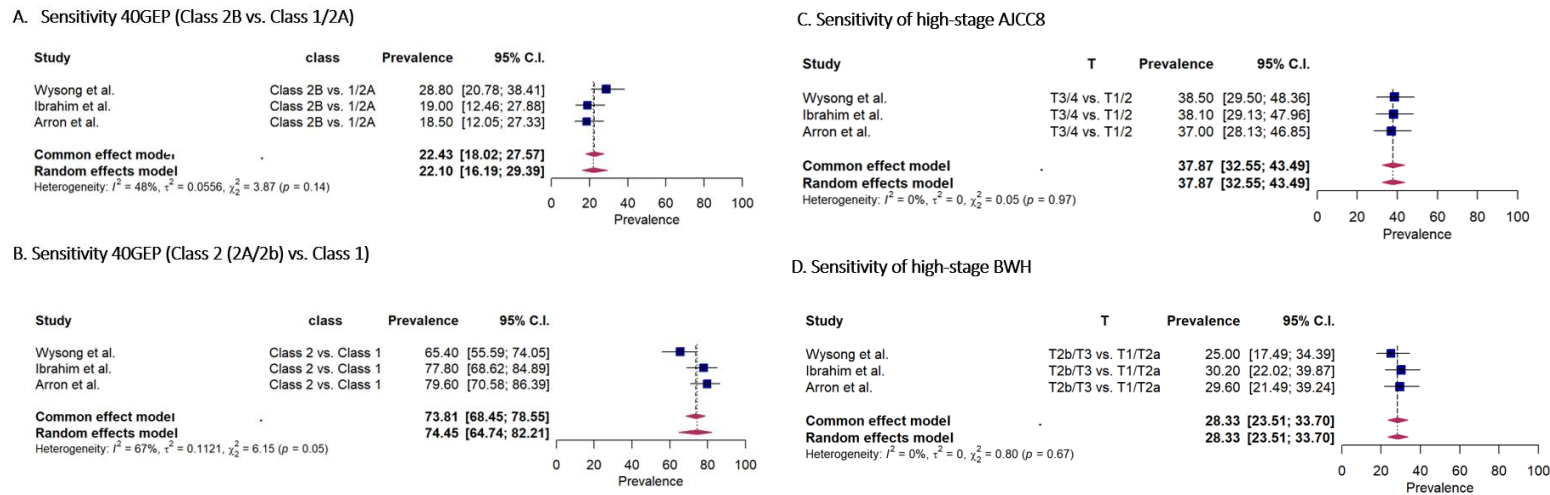 A. Sensitivity 40GEP (Class 2B vs. Class 1/2A)
Study class Prevalence 95% C.I.
Wysong et al. Class 2B vs. 1/2A 28.80 [20.78; 38.41]
Ibrahim et al. Class 2B vs. 1/2A 19.00 [12.46; 27.88]
Arron et al. Class 2B vs. 1/2A 18.50 [12.05; 27.33]
Common effect model . 22.43 [18.02; 27.57]
Random effects model 22.10 [16.19; 29.39]
Heterogeneity: I² = 48%, τ² = 0.0556, χ²₂ = 3.87 (p = 0.14)
0 20 40 60 80 100
Prevalence
B. Sensitivity 40GEP (Class 2 (2A/2b) vs. Class 1)
Study class Prevalence 95% C.I.
Wysong et al. Class 2 vs. Class 1 65.40 [55.59; 74.05]
Ibrahim et al. Class 2 vs. Class 1 77.80 [68.62; 84.89]
Arron et al. Class 2 vs. Class 1 79.60 [70.58; 86.39]
Common effect model . 73.81 [68.45; 78.55]
Random effects model 74.45 [64.74; 82.21]
Heterogeneity: I² = 67%, τ² = 0.1121, χ²₂ = 6.15 (p = 0.05)
0 20 40 60 80 100
Prevalence
C. Sensitivity of high-stage AJCC8
Study T Prevalence 95% C.I.
Wysong et al. T3/4 vs. T1/2 38.50 [29.50; 48.36]
Ibrahim et al. T3/4 vs. T1/2 38.10 [29.13; 47.96]
Arron et al. T3/4 vs. T1/2 37.00 [28.13; 46.85]
Common effect model . 37.87 [32.55; 43.49]
Random effects model 37.87 [32.55; 43.49]
Heterogeneity: I² = 0%, τ² = 0, χ²₂ = 0.05 (p = 0.97)
0 20 40 60 80 100
Prevalence
D. Sensitivity of high-stage BWH
Study T Prevalence 95% C.I.
Wysong et al. T2b/T3 vs. T1/T2a 25.00 [17.49; 34.39]
Ibrahim et al. T2b/T3 vs. T1/T2a 30.20 [22.02; 39.87]
Arron et al. T2b/T3 vs. T1/T2a 29.60 [21.49; 39.24]
Common effect model . 28.33 [23.51; 33.70]
Random effects model 28.33 [23.51; 33.70]
Heterogeneity: I² = 0%, τ² = 0, χ²₂ = 0.80 (p = 0.67)
0 20 40 60 80 100
Prevalence